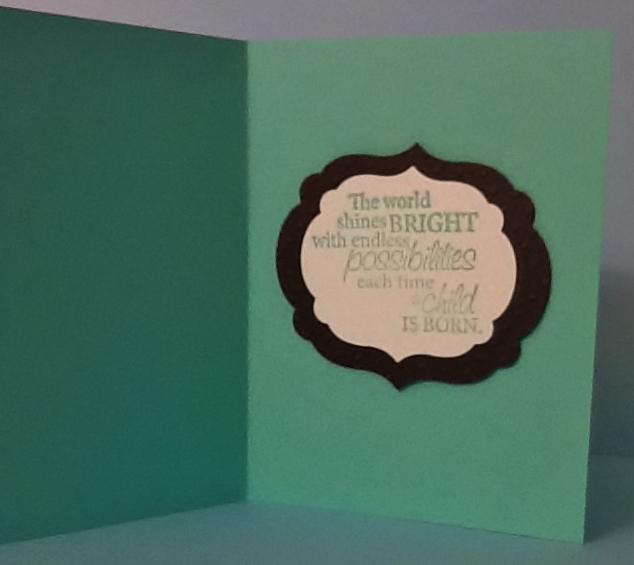 The world
shines BRIGHT
with endless
possibilities
each time
a child
IS BORN.